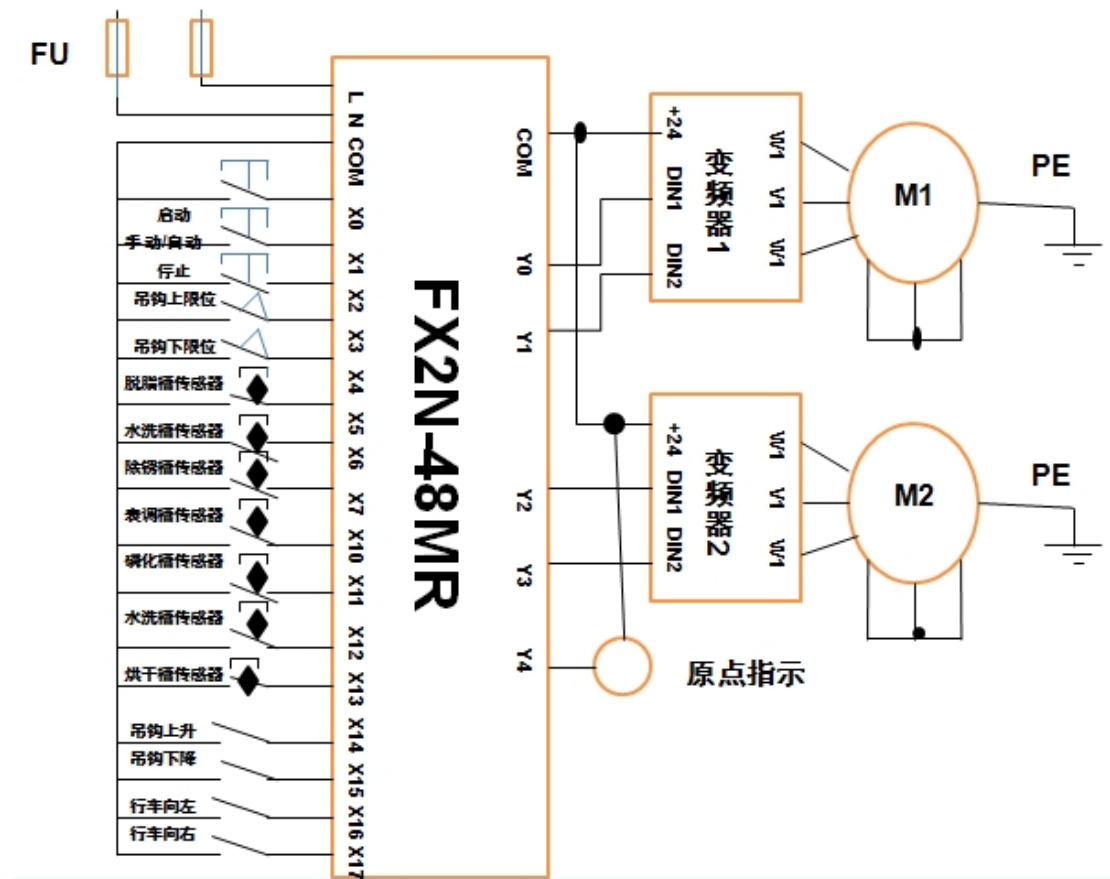 FU
L
N
COM
启动
X0
手动/自动
X1
停止
X2
吊钩上限位
X3
吊钩下限位
X4
脱脂槽传感器
X5
水洗槽传感器
X6
除锈槽传感器
X7
表调槽传感器
X10
磷化槽传感器
X11
水洗槽传感器
X12
烘干槽传感器
X13
吊钩上升
X14
吊钩下降
X15
行车向左
X16
行车向右
X17
FX2N-48MR
COM
Y0
Y1
Y2
Y3
Y4
+24
DIN1
DIN2
变频器1
W1
V1
W1
M1
PE
+24
DIN1
DIN2
变频器2
W1
V1
W1
M2
PE
原点指示